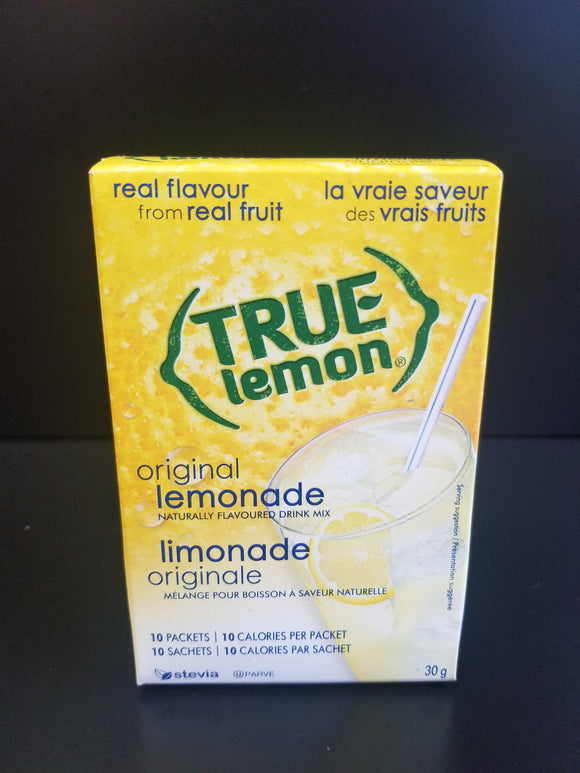 real flavour
from real fruit
la vraie saveur
des vrais fruits
TRUE
lemon®
original
lemonade
NATURALLY FLAVOURED DRINK MIX
limonade
originale
MÉLANGE POUR BOISSON À SAVEUR NATURELLE
Serving suggestion / Présentation suggérée
10 PACKETS | 10 CALORIES PER PACKET
10 SACHETS | 10 CALORIES PAR SACHET
stevia
Ⓤ PARVE
30 g